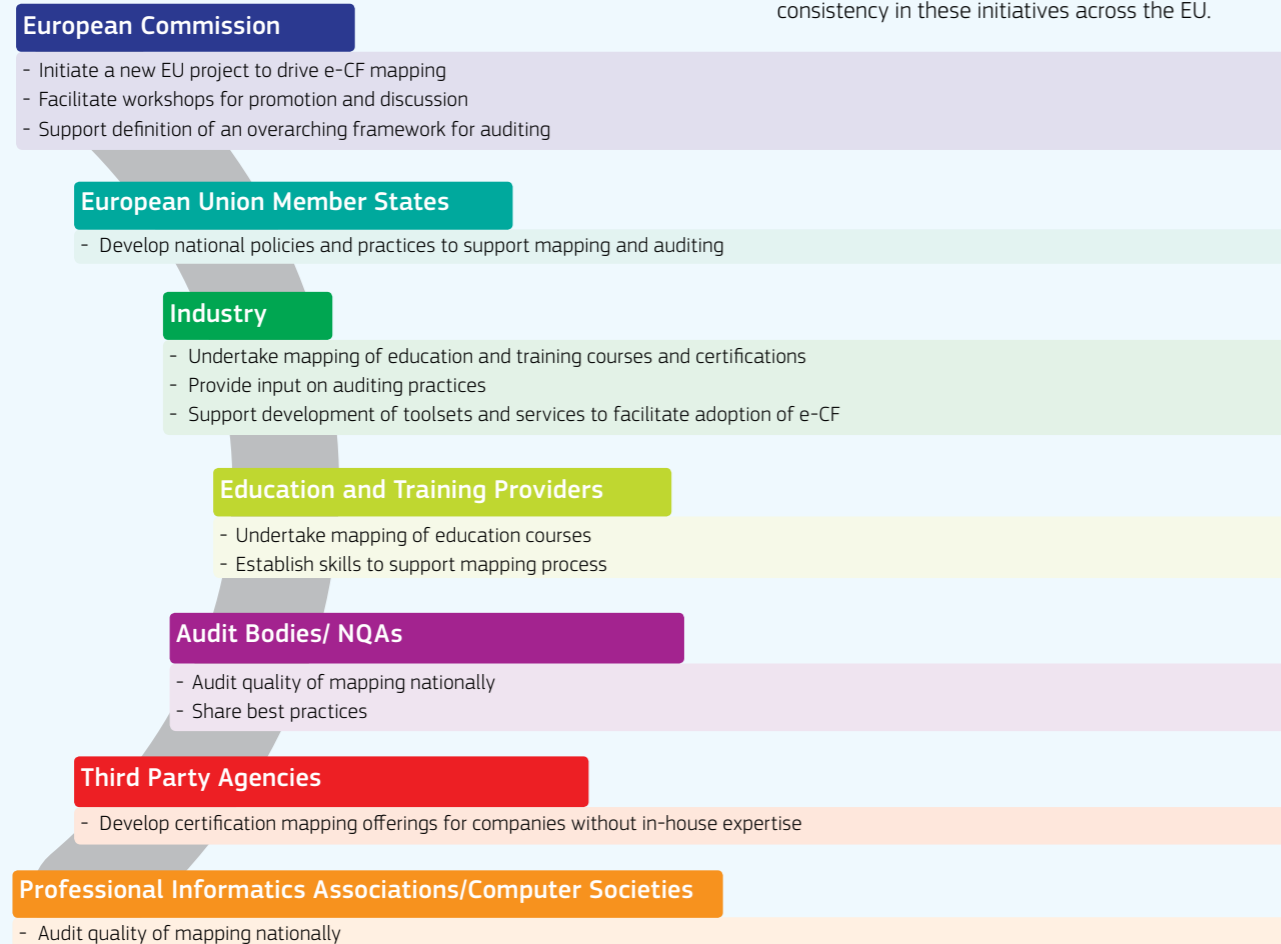 consistency in these initiatives across the EU.
European Commission
- Initiate a new EU project to drive e-CF mapping
- Facilitate workshops for promotion and discussion
- Support definition of an overarching framework for auditing
European Union Member States
- Develop national policies and practices to support mapping and auditing
Industry
- Undertake mapping of education and training courses and certifications
- Provide input on auditing practices
- Support development of toolsets and services to facilitate adoption of e-CF
Education and Training Providers
- Undertake mapping of education courses
- Establish skills to support mapping process
Audit Bodies/ NQAs
- Audit quality of mapping nationally
- Share best practices
Third Party Agencies
- Develop certification mapping offerings for companies without in-house expertise
Professional Informatics Associations/Computer Societies
- Audit quality of mapping nationally